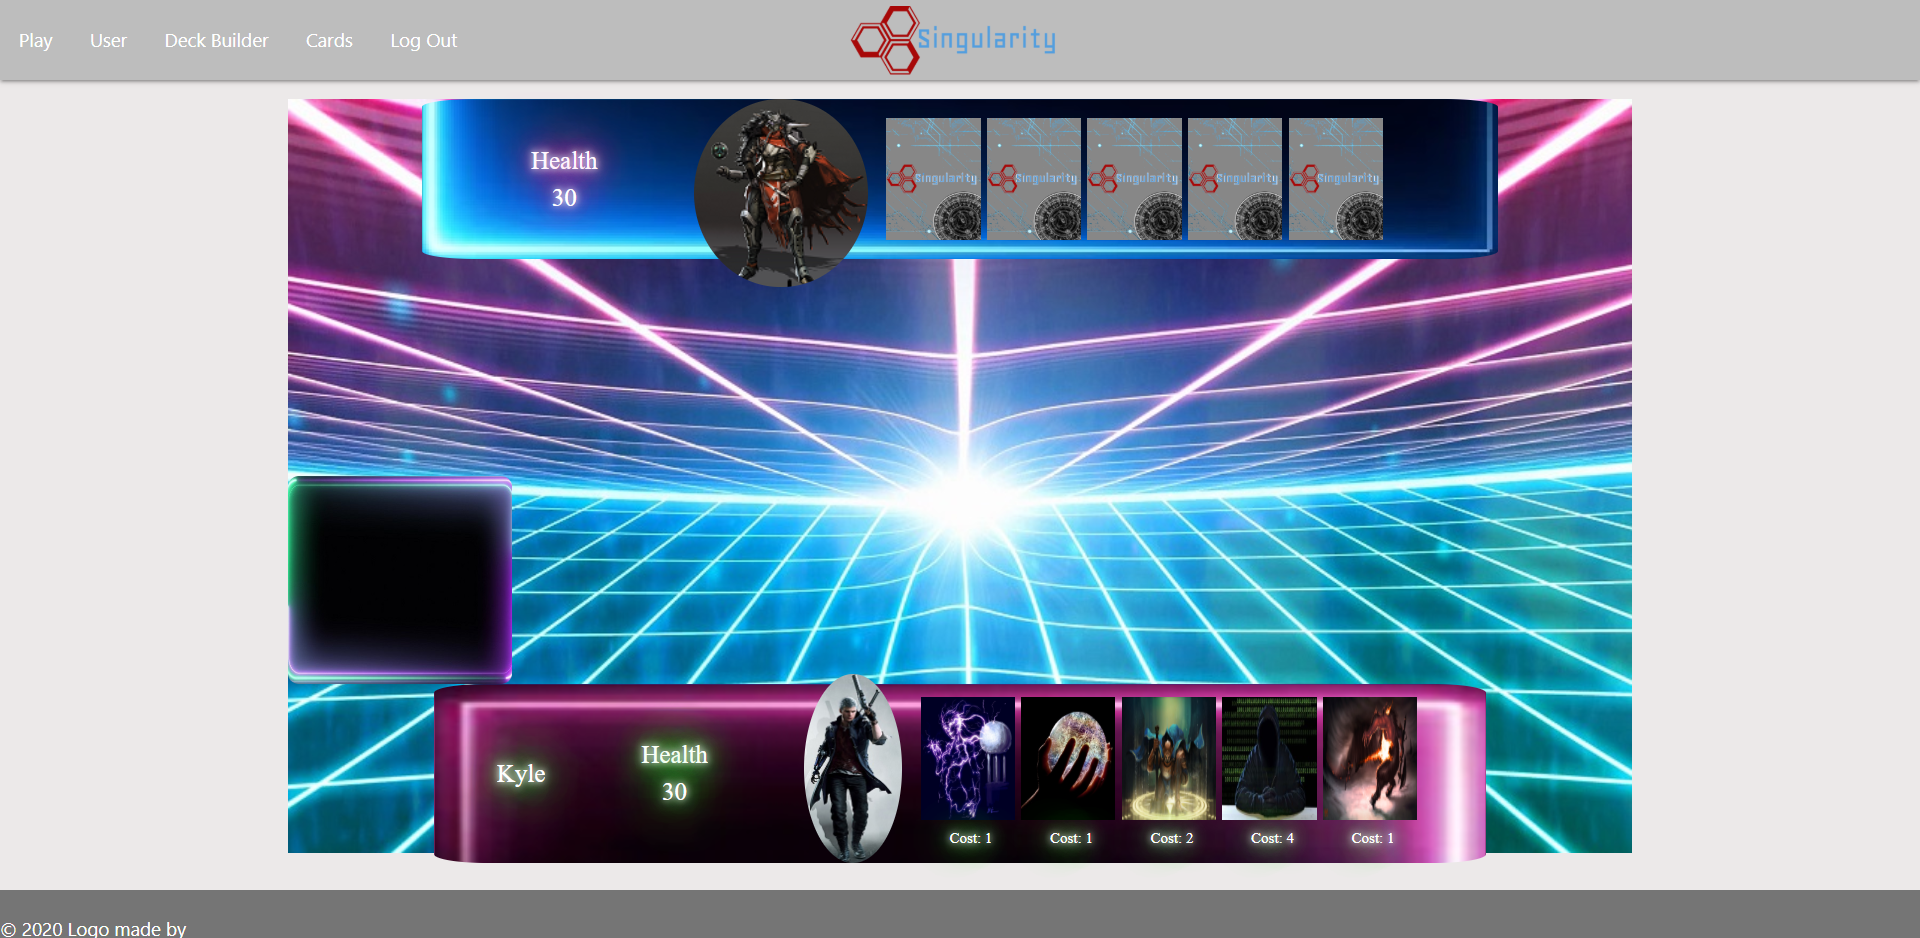 Play
User
Deck Builder
Cards
Log Out
Singularity
Health
30
Singularity
Singularity
Singularity
Singularity
Singularity
Kyle
Health
30
Cost: 1
Cost: 1
Cost: 2
Cost: 4
Cost: 1
© 2020 Logo made by